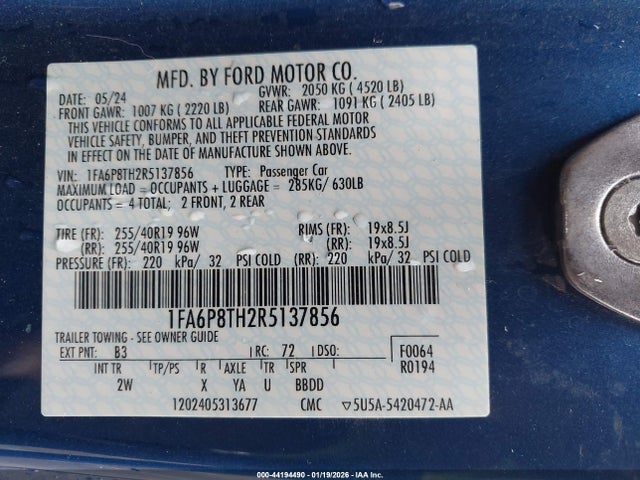 MFD. BY FORD MOTOR CO.
DATE: 05/24 GVWR: 2050 KG ( 4520 LB)
FRONT GAWR: 1007 KG ( 2220 LB) REAR GAWR: 1091 KG ( 2405 LB)
THIS VEHICLE CONFORMS TO ALL APPLICABLE FEDERAL MOTOR
VEHICLE SAFETY, BUMPER, AND THEFT PREVENTION STANDARDS
IN EFFECT ON THE DATE OF MANUFACTURE SHOWN ABOVE.
VIN: 1FA6P8TH2R5137856 TYPE: Passenger Car
MAXIMUM LOAD = OCCUPANTS + LUGGAGE = 285KG/ 630LB
OCCUPANTS = 4 TOTAL; 2 FRONT, 2 REAR
TIRE (FR): 255/40R19 96W RIMS (FR): 19x8.5J
(RR): 255/40R19 96W (RR): 19x8.5J
PRESSURE (FR): 220 kPa/ 32 PSI COLD (RR): 220 kPa/ 32 PSI COLD
1FA6P8TH2R5137856
TRAILER TOWING - SEE OWNER GUIDE
EXT PNT: B3 RC: 72 DSO: F0064
R0194
INT TR TP/PS R AXLE TR SPR
2W X YA U BBDD
1202405313677 CMC ▽5U5A-5420472-AA
000-44194490 - 01/19/2026 - IAA Inc.